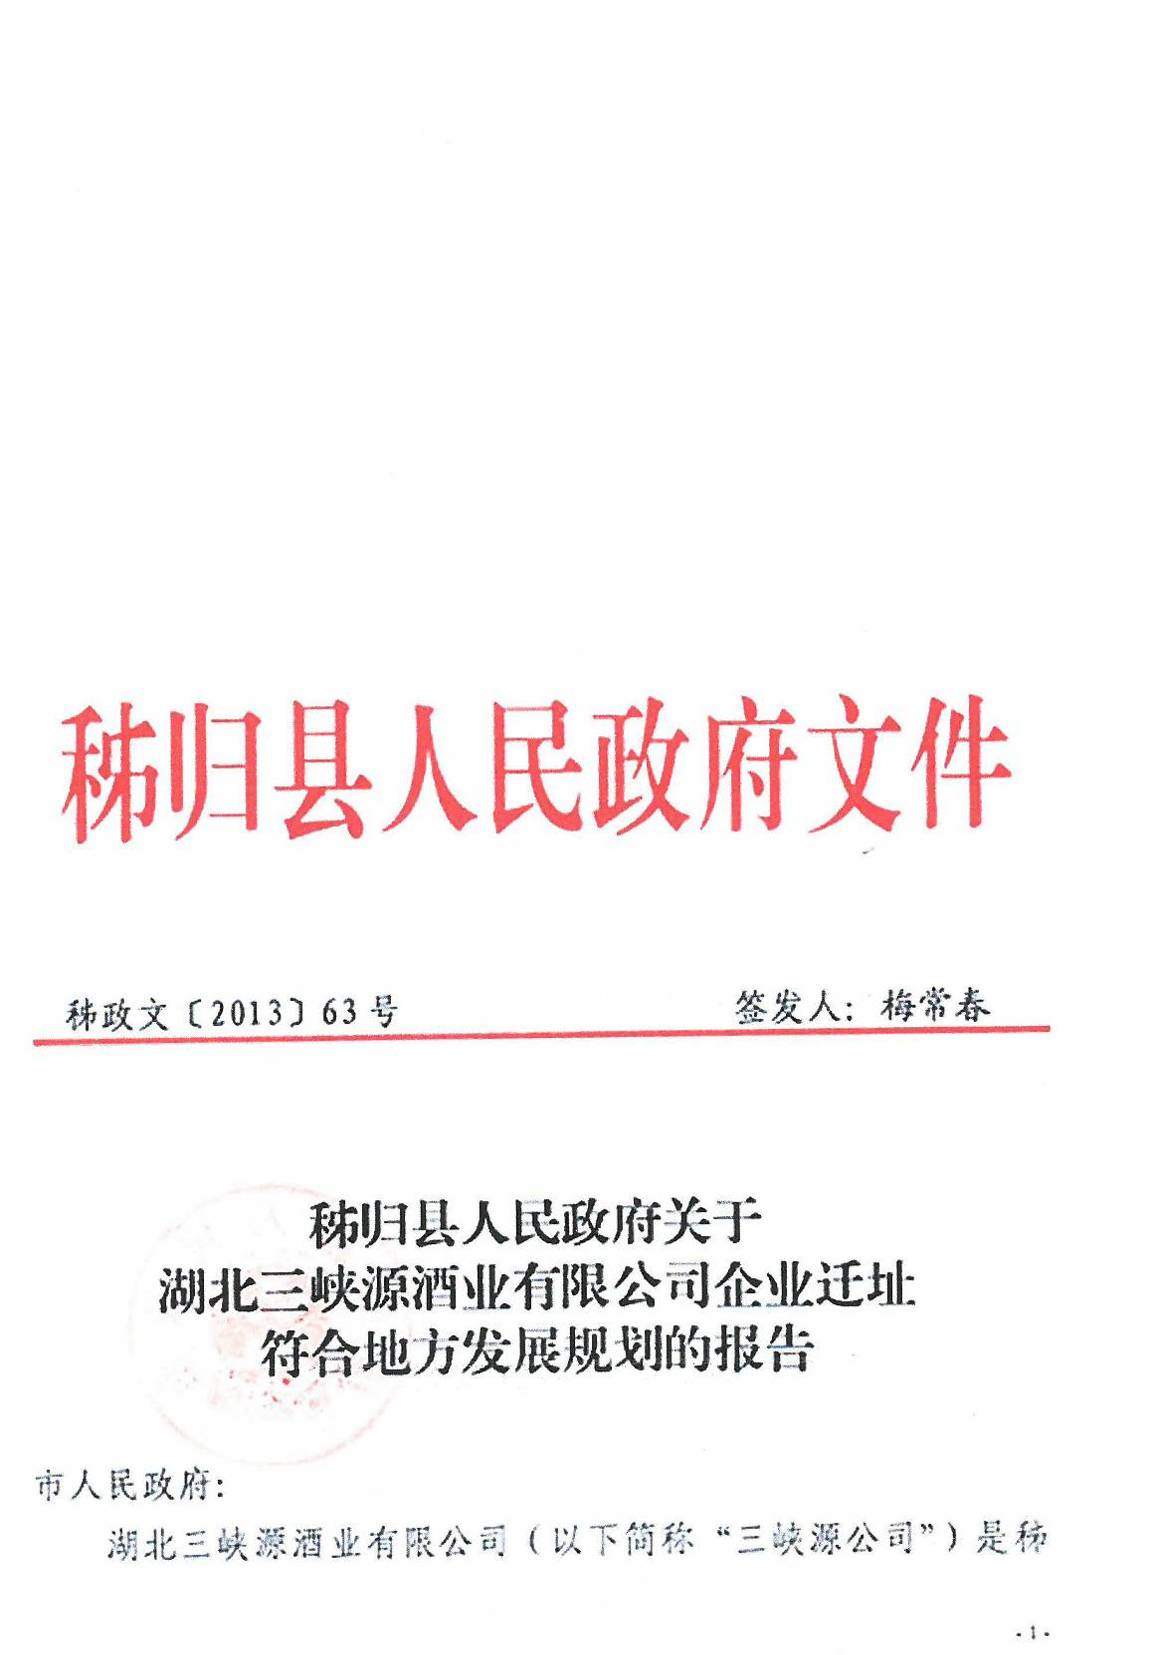 秭归县人民政府文件
秭政文〔2013〕63号 签发人：梅常春
秭归县人民政府关于
湖北三峡源酒业有限公司企业迁址
符合地方发展规划的报告
市人民政府：
湖北三峡源酒业有限公司（以下简称“三峡源公司”）是秭
·1·